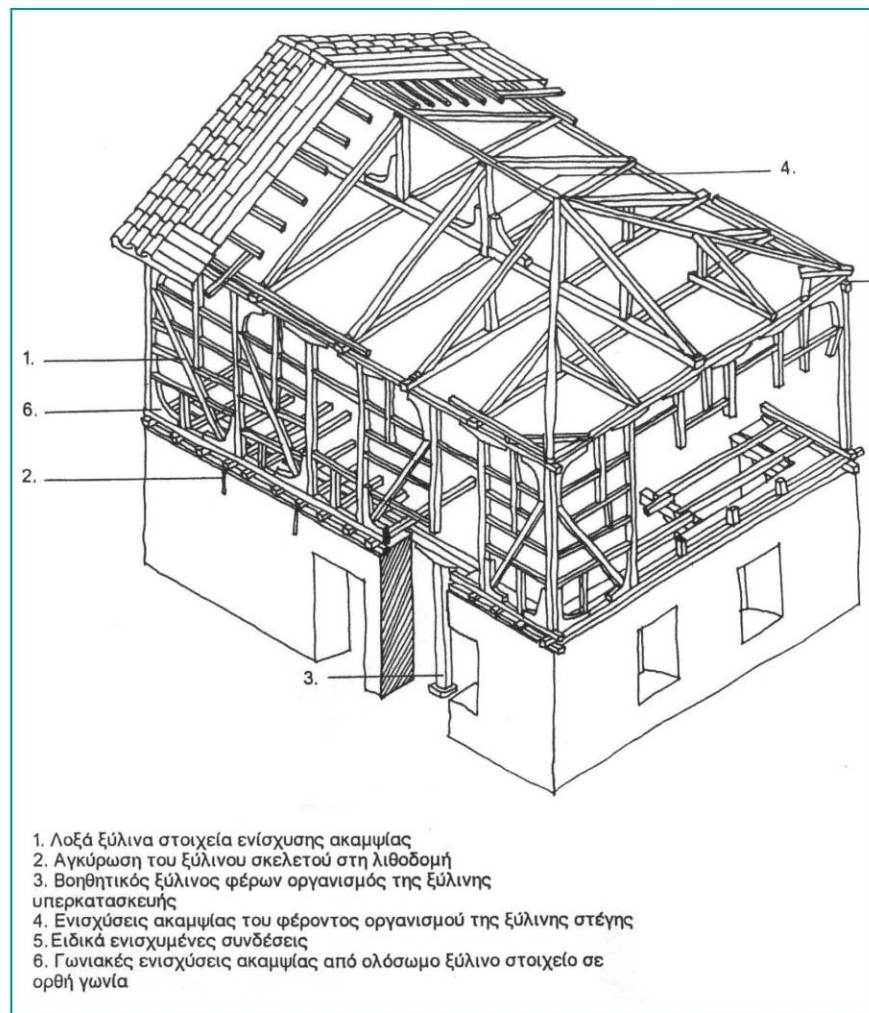 4.
1.
6.
2.
3.
1. Λοξά ξύλινα στοιχεία ενίσχυσης ακαμψίας
2. Αγκύρωση του ξύλινου σκελετού στη λιθοδομή
3. Βοηθητικός ξύλινος φέρων οργανισμός της ξύλινης
υπερκατασκευής
4. Ενισχύσεις ακαμψίας του φέροντος οργανισμού της ξύλινης στέγης
5. Ειδικά ενισχυμένες συνδέσεις
6. Γωνιακές ενισχύσεις ακαμψίας από ολόσωμο ξύλινο στοιχείο σε
ορθή γωνία